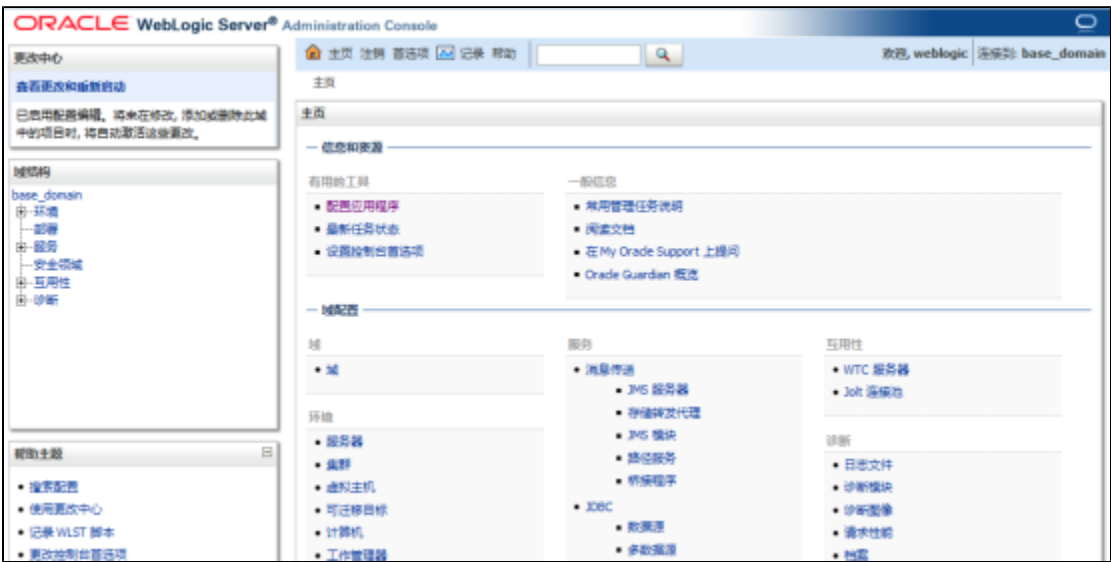 ORACLE WebLogic Server® Administration Console
更改中心
查看更改和重新启动
已启用配置编辑。将来在修改, 添加或删除此域
中的项目时, 将自动激活这些更改。
域结构
base_domain
环境
部署
服务
安全领域
互用性
诊断
帮助主题
搜索配置
使用更改中心
记录 WLST 脚本
更改控制台首选项
主页 注销 首选项 记录 帮助
欢迎, weblogic 连接到: base_domain
主页
主页
信息和资源
有用的工具
配置应用程序
最新任务状态
设置控制台首选项
一般信息
常用管理任务说明
阅读文档
在 My Oracle Support 上提问
Oracle Guardian 概览
域配置
域
域
环境
服务器
集群
虚拟主机
可迁移目标
计算机
工作管理器
服务
消息传送
JMS 服务器
存储转发代理
JMS 模块
路径服务
桥接程序
JDBC
数据源
多数据源
互用性
WTC 服务器
Jolt 连接池
诊断
日志文件
诊断模块
诊断图像
请求性能
档案